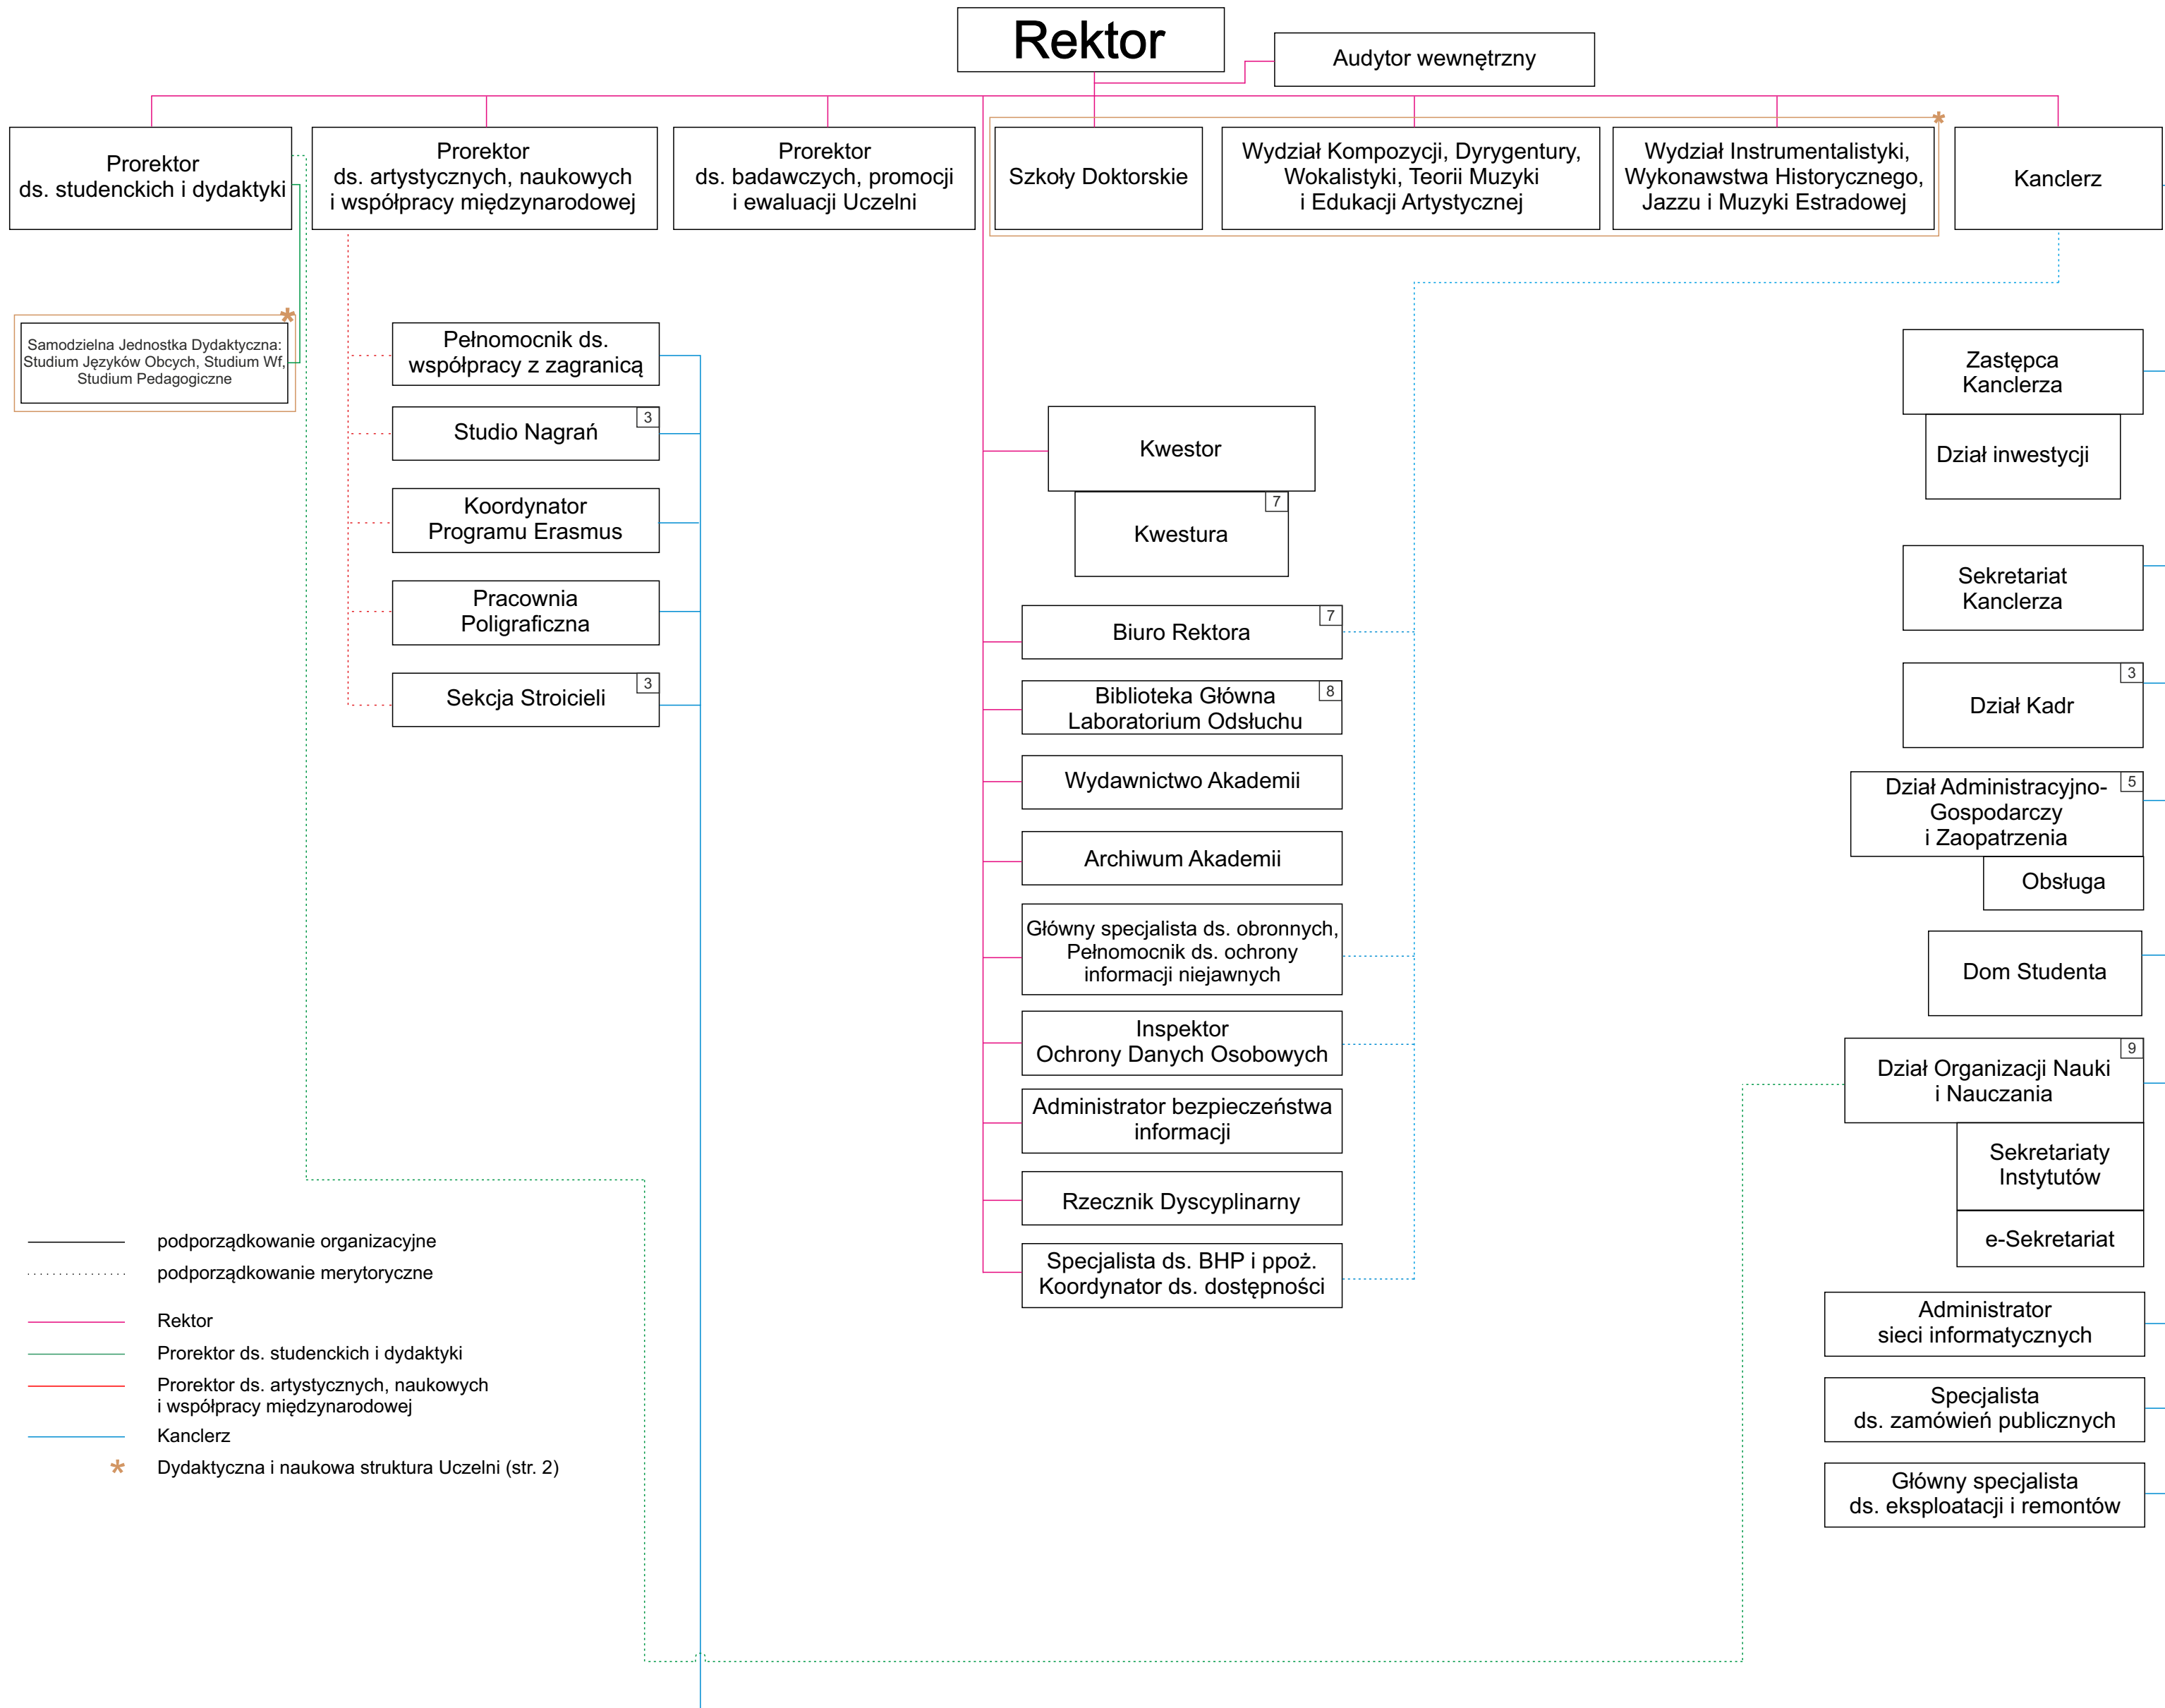 Rektor
Audytor wewnętrzny
Prorektor
ds. studenckich i dydaktyki
Prorektor
ds. artystycznych, naukowych
i współpracy międzynarodowej
Prorektor
ds. badawczych, promocji
i ewaluacji Uczelni
*
Szkoły Doktorskie
Wydział Kompozycji, Dyrygentury,
Wokalistyki, Teorii Muzyki
i Edukacji Artystycznej
Wydział Instrumentalistyki,
Wykonawstwa Historycznego,
Jazzu i Muzyki Estradowej
Kanclerz
*
Samodzielna Jednostka Dydaktyczna:
Studium Języków Obcych, Studium Wf,
Studium Pedagogiczne
Pełnomocnik ds.
współpracy z zagranicą
Studio Nagrań
3
Koordynator
Programu Erasmus
Pracownia
Poligraficzna
Sekcja Stroicieli
3
Kwestor
Kwestura
7
Biuro Rektora
7
Biblioteka Główna
Laboratorium Odsłuchu
8
Wydawnictwo Akademii
Archiwum Akademii
Główny specjalista ds. obronnych,
Pełnomocnik ds. ochrony
informacji niejawnych
Inspektor
Ochrony Danych Osobowych
Administrator bezpieczeństwa
informacji
Rzecznik Dyscyplinarny
Specjalista ds. BHP i ppoż.
Koordynator ds. dostępności
Zastępca
Kanclerza
Dział inwestycji
Sekretariat
Kanclerza
Dział Kadr
3
Dział Administracyjno-
Gospodarczy
i Zaopatrzenia
5
Obsługa
Dom Studenta
Dział Organizacji Nauki
i Nauczania
9
Sekretariaty
Instytutów
e-Sekretariat
Administrator
sieci informatycznych
Specjalista
ds. zamówień publicznych
Główny specjalista
ds. eksploatacji i remontów
podporządkowanie organizacyjne
podporządkowanie merytoryczne
Rektor
Prorektor ds. studenckich i dydaktyki
Prorektor ds. artystycznych, naukowych
i współpracy międzynarodowej
Kanclerz
* Dydaktyczna i naukowa struktura Uczelni (str. 2)